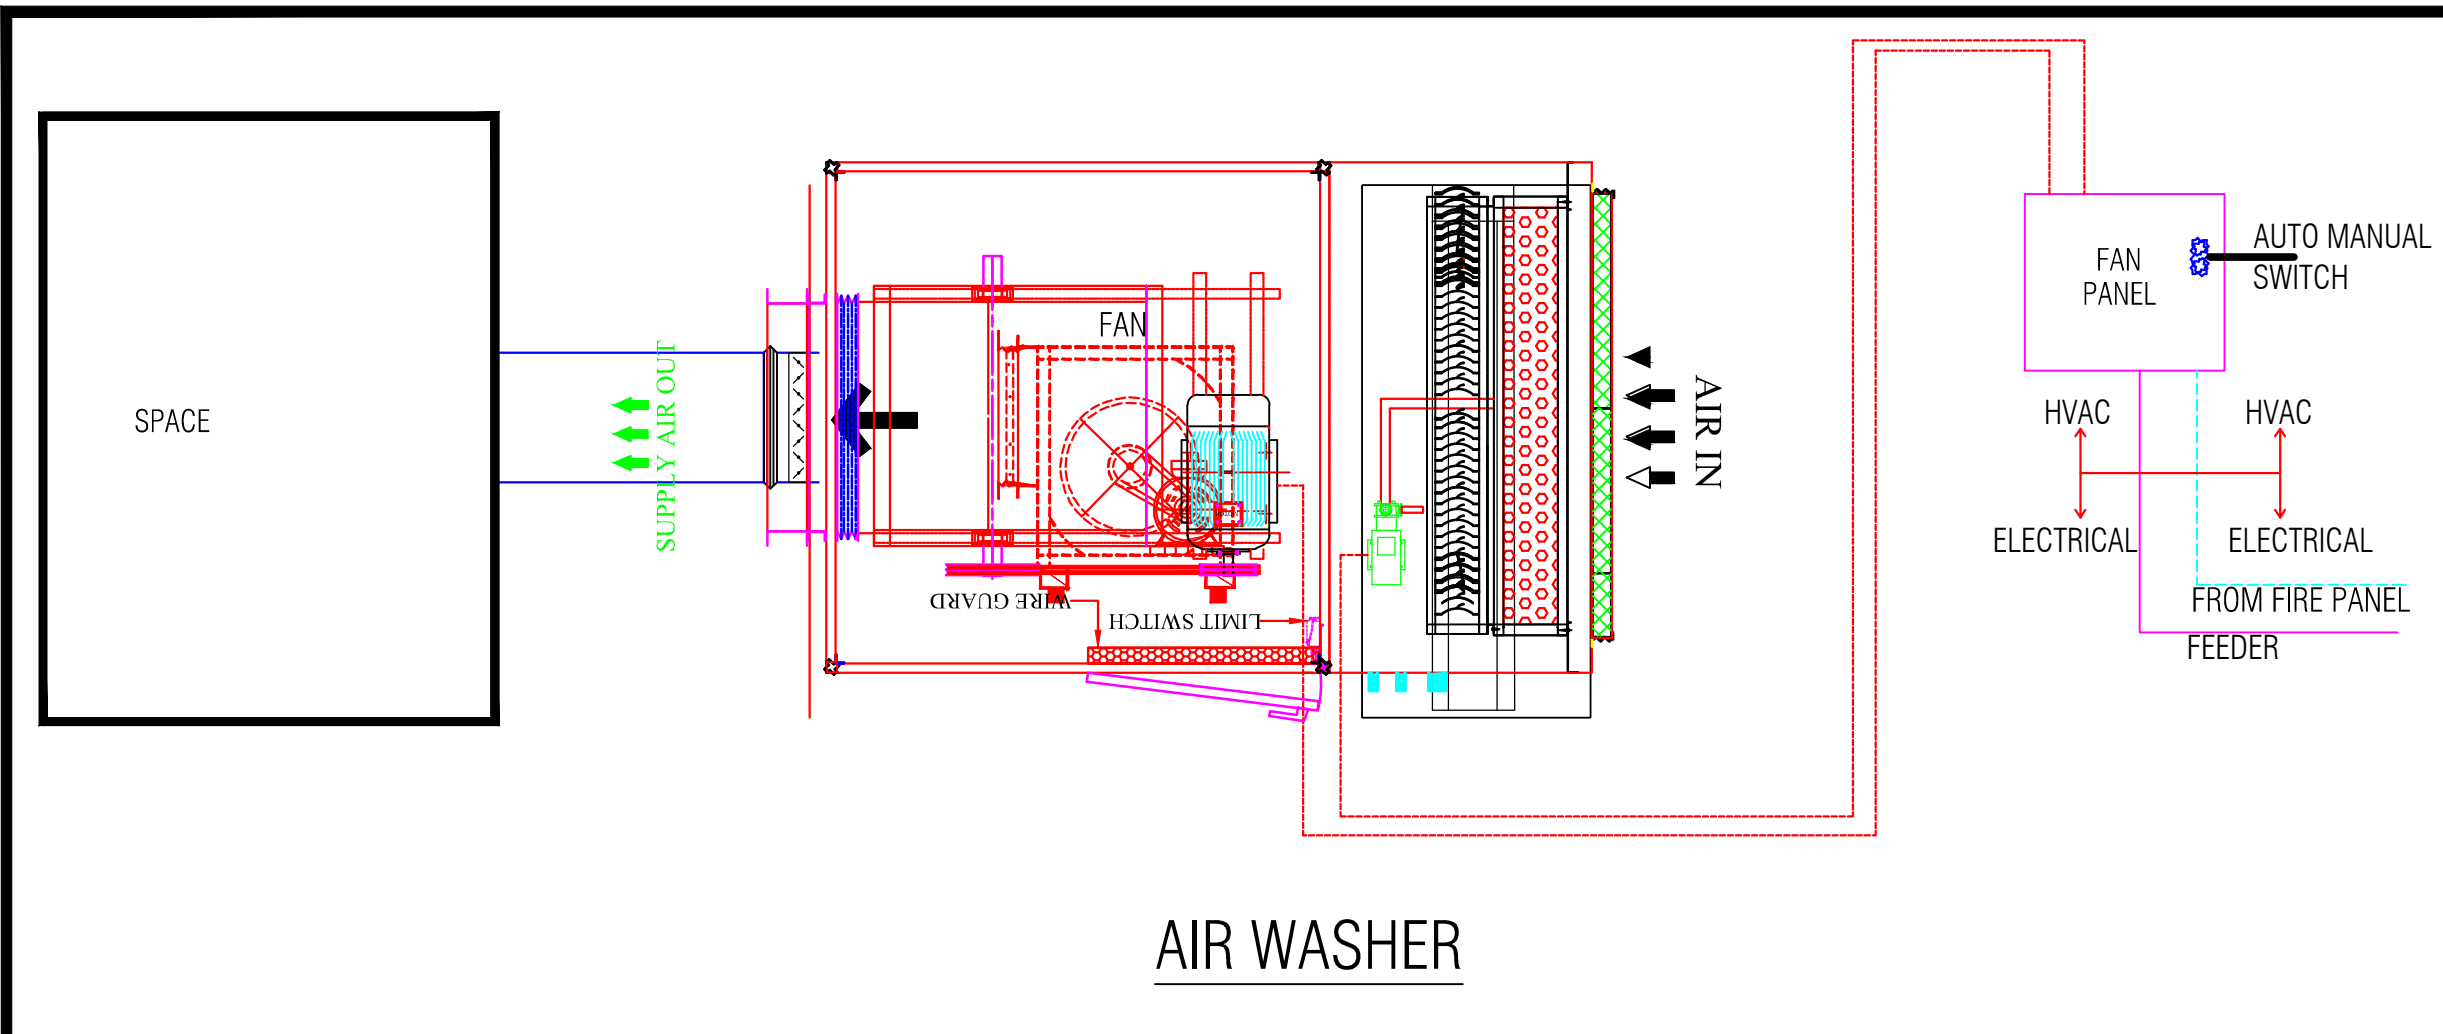 SPACE
SUPPLY AIR OUT
FAN
WIRE GUARD
LIMIT SWITCH
AIR IN
FAN
PANEL
AUTO MANUAL
SWITCH
HVAC
HVAC
ELECTRICAL
ELECTRICAL
FROM FIRE PANEL
FEEDER
AIR WASHER